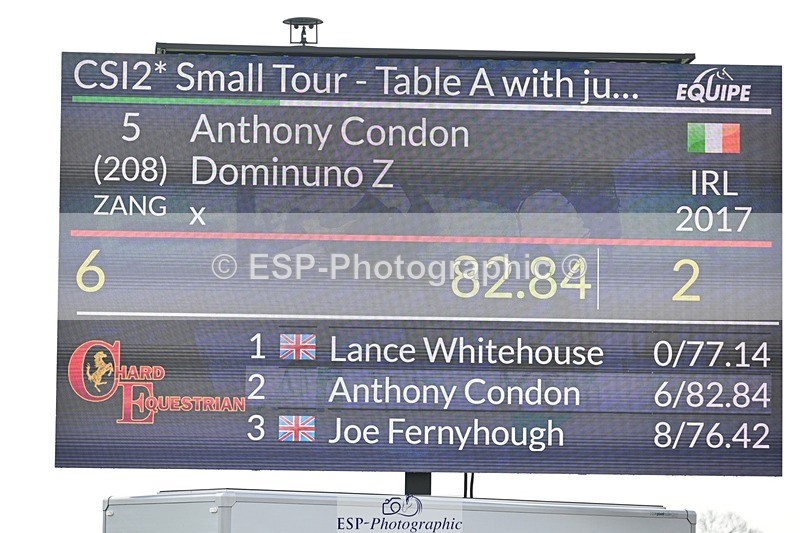 CSI2* Small Tour - Table A with ju...
EQUIPE
5 Anthony Condon
(208) Dominuno Z
IRL
ZANG x
2017
© ESP-Photographic ©
6 82.84 2
1 Lance Whitehouse 0/77.14
2 Anthony Condon 6/82.84
3 Joe Fernyhough 8/76.42
CHARD
EQUESTRIAN
ESP-Photographic